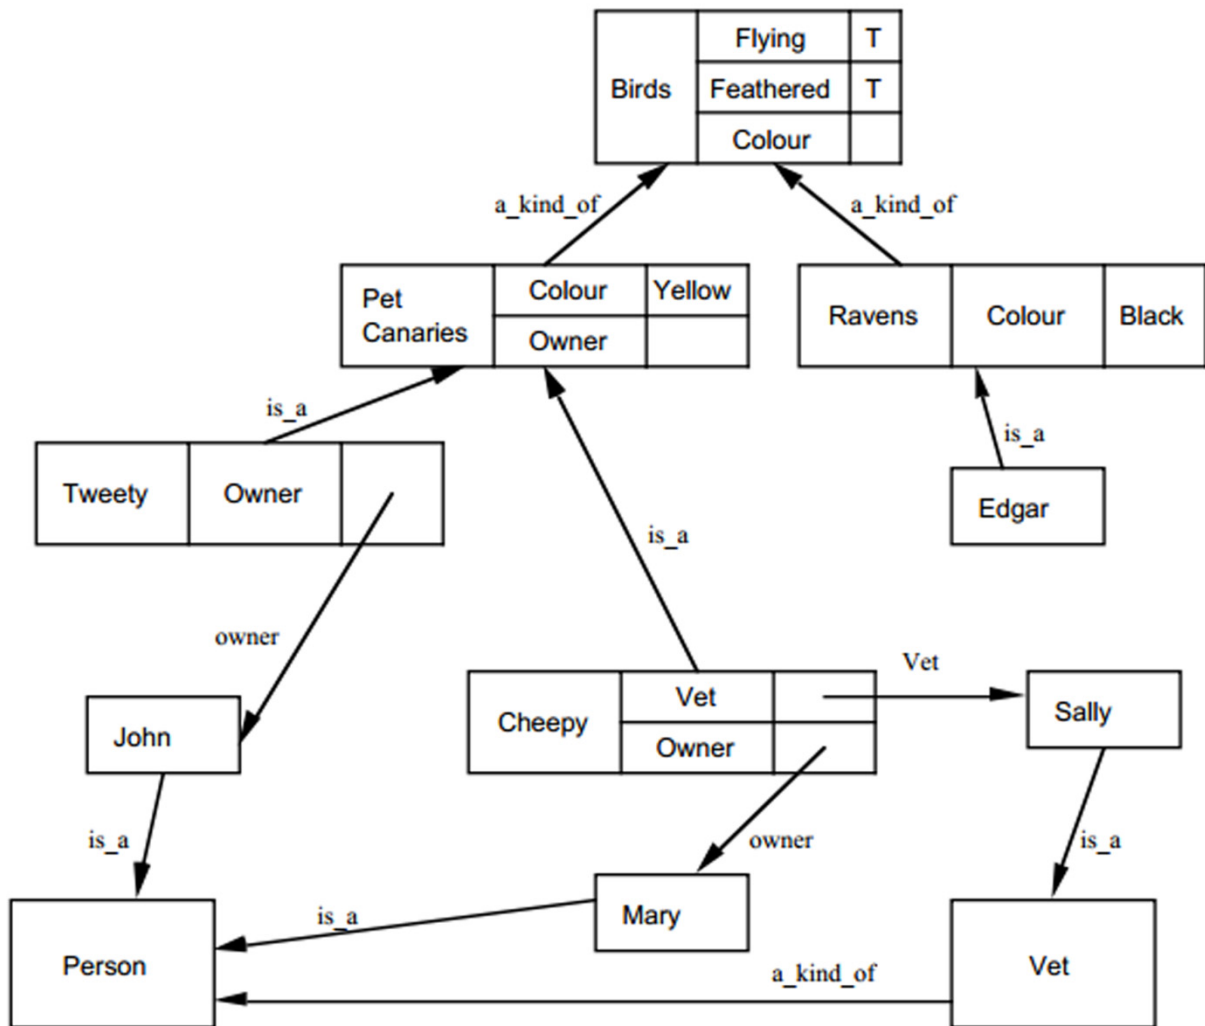 Flying T
Birds Feathered T
Colour
a_kind_of a_kind_of
Pet
Canaries
Colour Yellow
Owner
Ravens Colour Black
is_a
is_a
Tweety Owner
Edgar
is_a
owner
Vet
Cheepy
Vet
Owner
Sally
John
is_a
owner
is_a
is_a
Mary
Person
a_kind_of
Vet